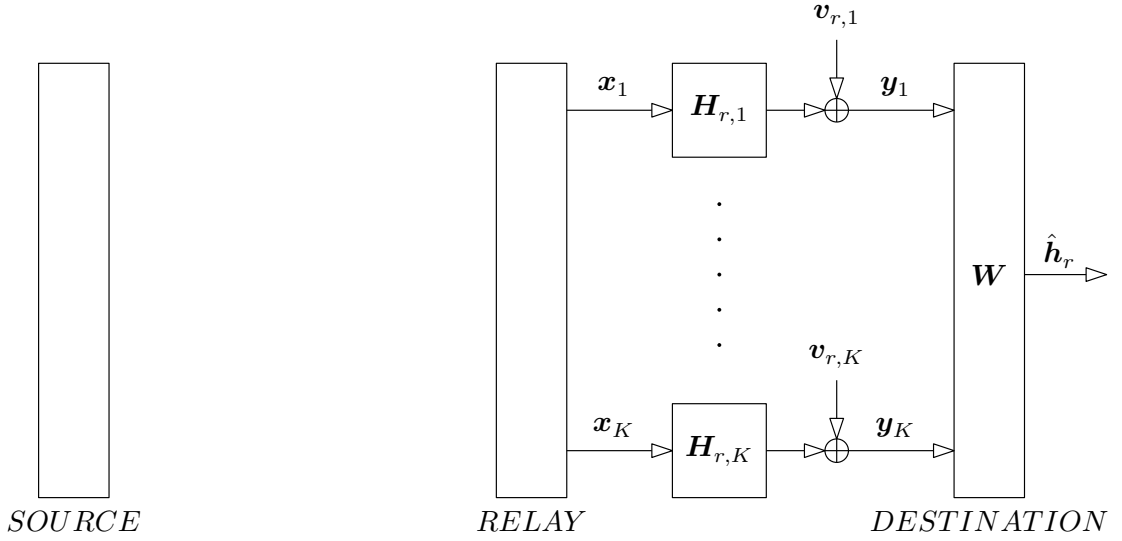 𝒗_{r,1}
𝒙_1
𝑯_{r,1}
𝒚_1
𝑾
𝒉̂_r
𝒗_{r,K}
𝒙_K
𝑯_{r,K}
𝒚_K
SOURCE RELAY DESTINATION